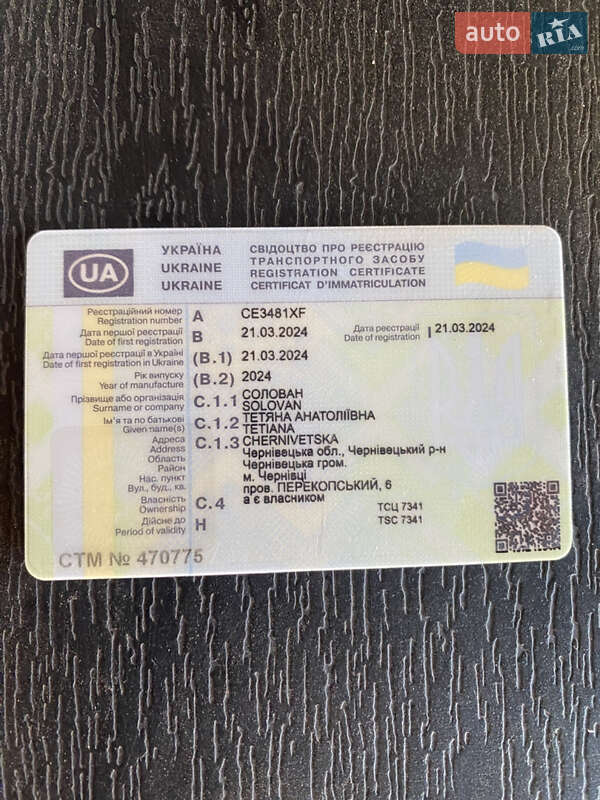 auto RIA .com
UA
УКРАЇНА
UKRAINE
UKRAINE
СВІДОЦТВО ПРО РЕЄСТРАЦІЮ
ТРАНСПОРТНОГО ЗАСОБУ
REGISTRATION CERTIFICATE
CERTIFICAT D'IMMATRICULATION
Реєстраційний номер
Registration number A CE3481XF
Дата першої реєстрації
Date of first registration B 21.03.2024
Дата реєстрації
Date of registration I 21.03.2024
Дата першої реєстрації в Україні
Date of first registration in Ukraine (B.1) 21.03.2024
Рік випуску
Year of manufacture (B.2) 2024
Прізвище або організація
Surname or company C.1.1 СОЛОВАН
SOLOVAN
Ім'я та по батькові
Given name(s) C.1.2 ТЕТЯНА АНАТОЛІЇВНА
TETIANA
Адреса
Address C.1.3 CHERNIVETSKA
Область Чернівецька обл., Чернівецький р-н
Район Чернівецька гром.
Нас. пункт м. Чернівці
Вул., буд., кв. пров. ПЕРЕКОПСЬКИЙ, 6
Власність
Ownership C.4 а є власником
Дійсне до
Period of validity H
ТСЦ 7341
TSC 7341
СТМ № 470775